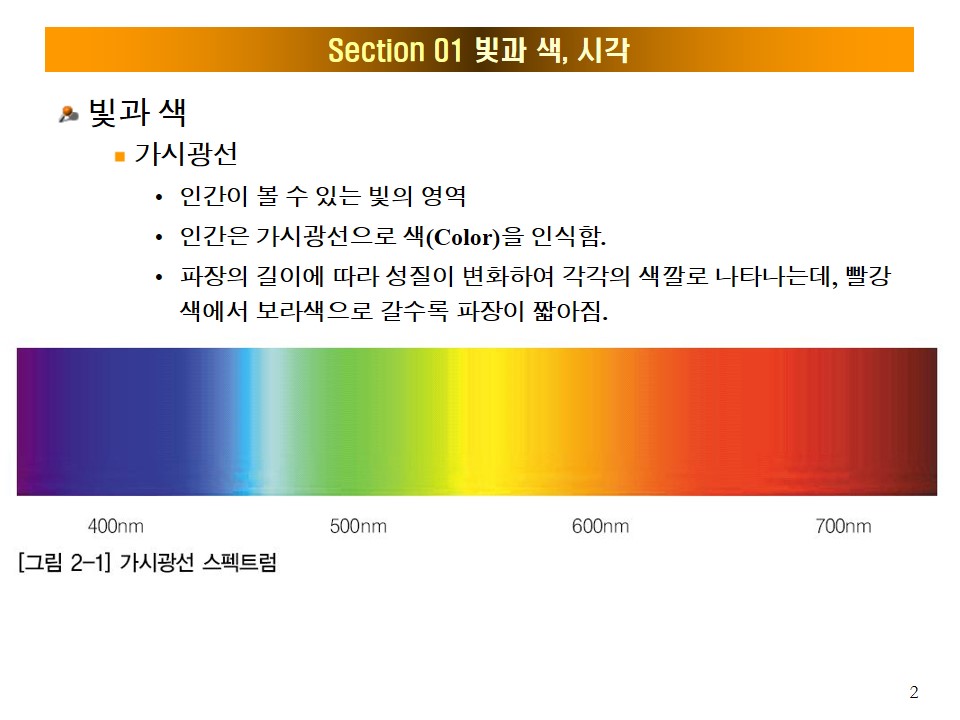 Section 01 빛과 색, 시각
빛과 색
가시광선
• 인간이 볼 수 있는 빛의 영역
• 인간은 가시광선으로 색(Color)을 인식함.
• 파장의 길이에 따라 성질이 변화하여 각각의 색깔로 나타나는데, 빨강
색에서 보라색으로 갈수록 파장이 짧아짐.
400nm 500nm 600nm 700nm
[그림 2-1] 가시광선 스펙트럼
2